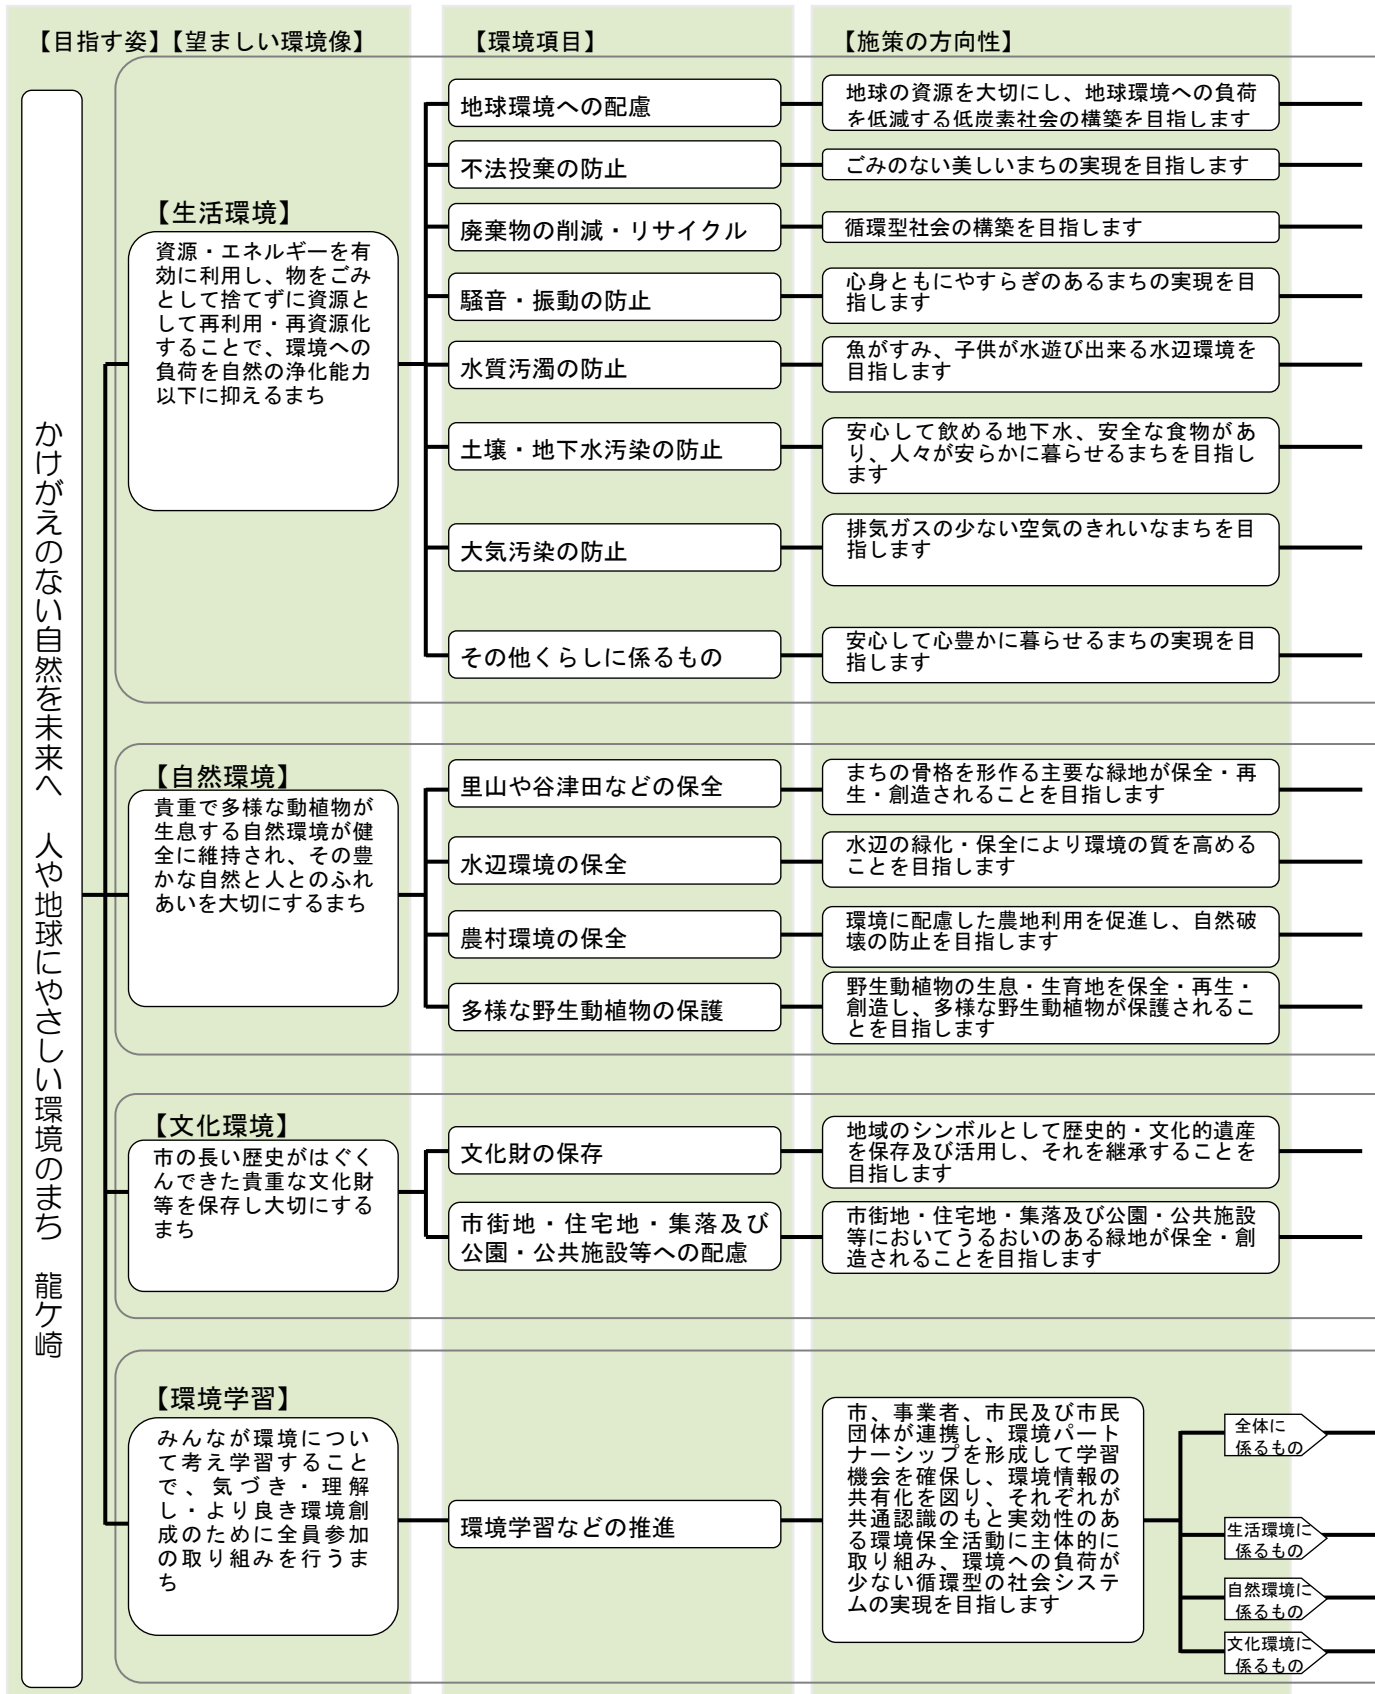 【目指す姿】【望ましい環境像】
【環境項目】
【施策の方向性】
かけがえのない自然を未来へ 人や地球にやさしい環境のまち 龍ケ崎
【生活環境】
資源・エネルギーを有
効に利用し、物をごみ
として捨てずに資源と
して再利用・再資源化
することで、環境への
負荷を自然の浄化能力
以下に抑えるまち
地球環境への配慮
地球の資源を大切にし、地球環境への負荷
を低減する低炭素社会の構築を目指します
不法投棄の防止
ごみのない美しいまちの実現を目指します
廃棄物の削減・リサイクル
循環型社会の構築を目指します
騒音・振動の防止
心身ともにやすらぎのあるまちの実現を目
指します
水質汚濁の防止
魚がすみ、子供が水遊び出来る水辺環境を
目指します
土壌・地下水汚染の防止
安心して飲める地下水、安全な食物があ
り、人々が安らかに暮らせるまちを目指し
ます
大気汚染の防止
排気ガスの少ない空気のきれいなまちを目
指します
その他くらしに係るもの
安心して心豊かに暮らせるまちの実現を目
指します
【自然環境】
貴重で多様な動植物が
生息する自然環境が健
全に維持され、その豊
かな自然と人とのふれ
あいを大切にするまち
里山や谷津田などの保全
まちの骨格を形作る主要な緑地が保全・再
生・創造されることを目指します
水辺環境の保全
水辺の緑化・保全により環境の質を高める
ことを目指します
農村環境の保全
環境に配慮した農地利用を促進し、自然破
壊の防止を目指します
多様な野生動植物の保護
野生動植物の生息・生育地を保全・再生・
創造し、多様な野生動植物が保護されるこ
とを目指します
【文化環境】
市の長い歴史がはぐく
んできた貴重な文化財
等を保存し大切にする
まち
文化財の保存
地域のシンボルとして歴史的・文化的遺産
を保存及び活用し、それを継承することを
目指します
市街地・住宅地・集落及び
公園・公共施設等への配慮
市街地・住宅地・集落及び公園・公共施設
等においてうるおいのある緑地が保全・創
造されることを目指します
【環境学習】
みんなが環境につい
て考え学習すること
で、気づき・理解
し・より良き環境創
成のために全員参加
の取り組みを行うま
ち
環境学習などの推進
市、事業者、市民及び市民
団体が連携し、環境パート
ナーシップを形成して学習
機会を確保し、環境情報の
共有化を図り、それぞれが
共通認識のもと実効性のあ
る環境保全活動に主体的に
取り組み、環境への負荷が
少ない循環型の社会システ
ムの実現を目指します
全体に
係るもの
生活環境に
係るもの
自然環境に
係るもの
文化環境に
係るもの